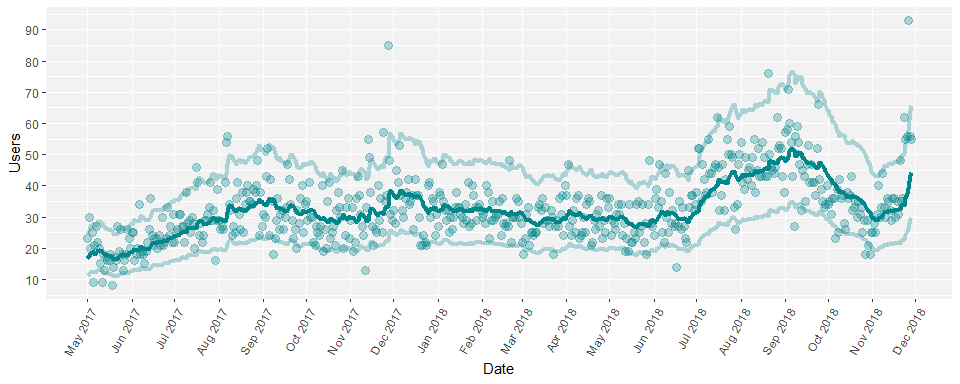 90
80
70
60
50
40
30
20
10
Users
May 2017
Jun 2017
Jul 2017
Aug 2017
Sep 2017
Oct 2017
Nov 2017
Dec 2017
Jan 2018
Feb 2018
Mar 2018
Apr 2018
May 2018
Jun 2018
Jul 2018
Aug 2018
Sep 2018
Oct 2018
Nov 2018
Dec 2018
Date